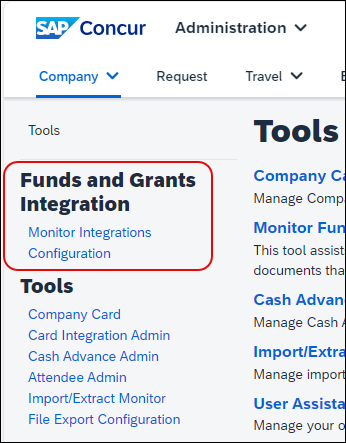 SAP Concur Administration
Company Request Travel
Tools
Funds and Grants
Integration
Monitor Integrations
Configuration
Tools
Company Card
Card Integration Admin
Cash Advance Admin
Attendee Admin
Import/Extract Monitor
File Export Configuration
Tools
Company Ca
Manage Compa
Monitor Fun
This tool assist
documents tha
Cash Advan
Manage Cash A
Import/Extra
Manage import
User Assista
Manage your o